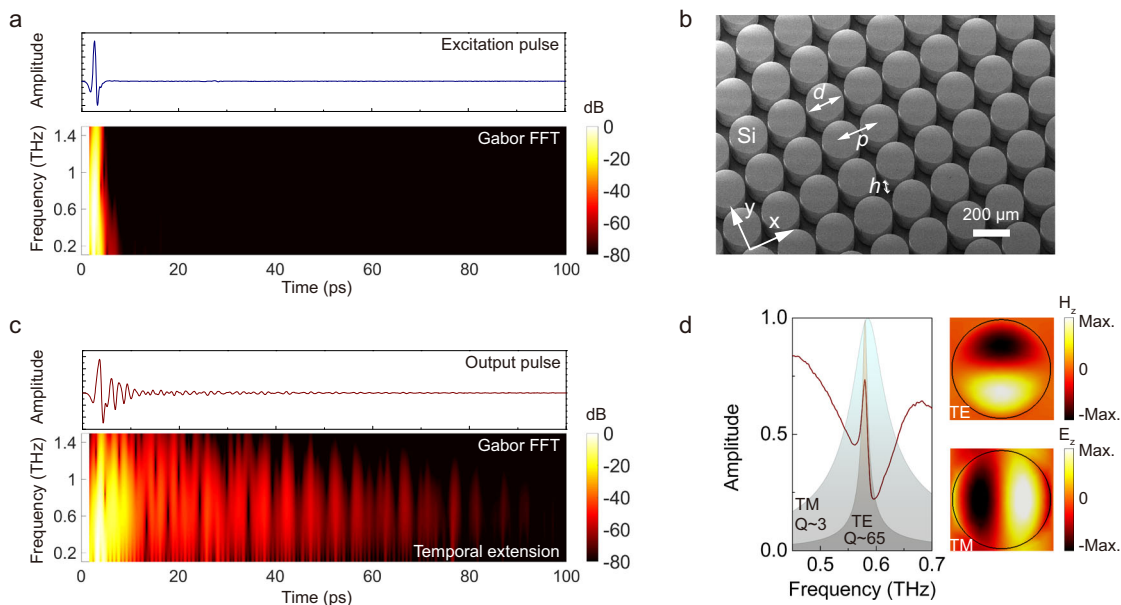 a
Amplitude
Excitation pulse
Frequency (THz)
1.4
1
0.6
0.2
Gabor FFT
dB
0
-20
-40
-60
-80
0
20
40
60
80
100
Time (ps)
b
Si
d
p
h
y
x
200 μm
c
Amplitude
Output pulse
Frequency (THz)
1.4
1
0.6
0.2
Gabor FFT
Temporal extension
dB
0
-20
-40
-60
-80
0
20
40
60
80
100
Time (ps)
d
Amplitude
1.0
0.5
0.0
TM
Q~3
TE
Q~65
0.5
0.6
0.7
Frequency (THz)
TE
Hz
Max.
0
-Max.
TM
Ez
Max.
0
-Max.